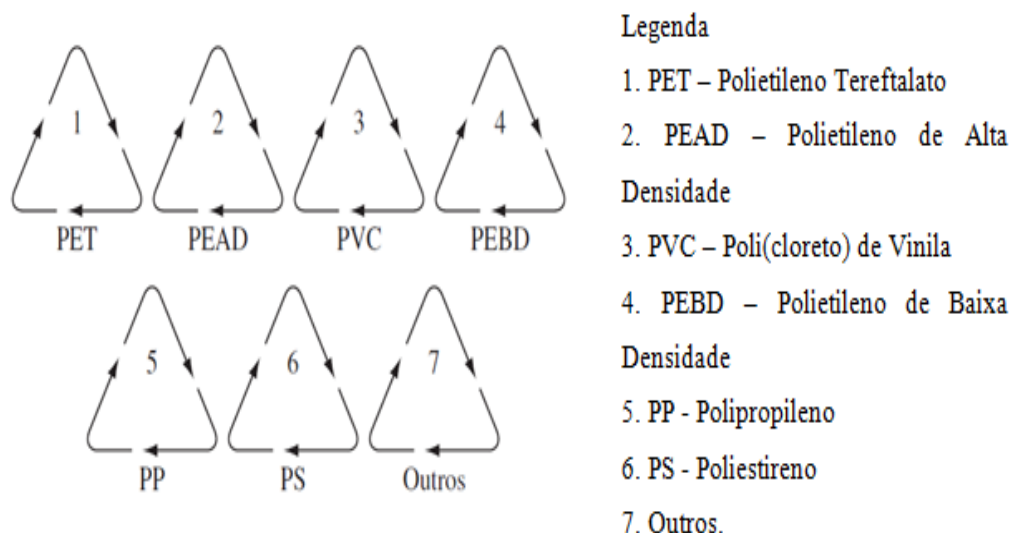 1 2 3 4
PET PEAD PVC PEBD
5 6 7
PP PS Outros
Legenda
1. PET – Polietileno Tereftalato
2. PEAD – Polietileno de Alta
Densidade
3. PVC – Poli(cloreto) de Vinila
4. PEBD – Polietileno de Baixa
Densidade
5. PP - Polipropileno
6. PS - Poliestireno
7. Outros.